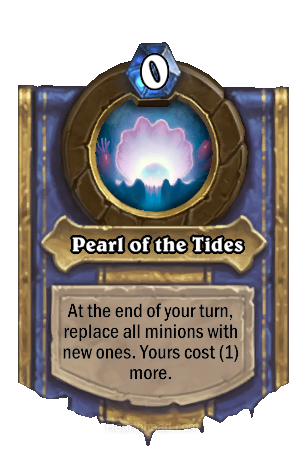 0
Pearl of the Tides
At the end of your turn,
replace all minions with
new ones. Yours cost (1)
more.